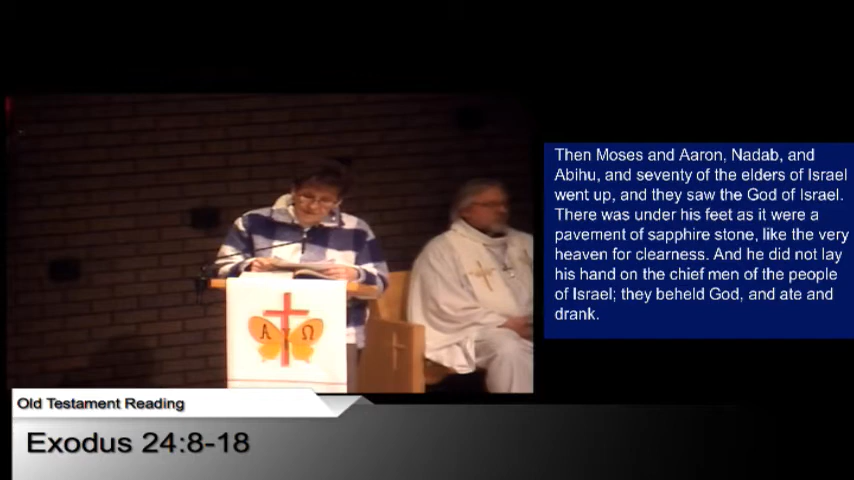 Then Moses and Aaron, Nadab, and
Abihu, and seventy of the elders of Israel
went up, and they saw the God of Israel.
There was under his feet as it were a
pavement of sapphire stone, like the very
heaven for clearness. And he did not lay
his hand on the chief men of the people
of Israel; they beheld God, and ate and
drank.
Α Ω
Old Testament Reading
Exodus 24:8-18